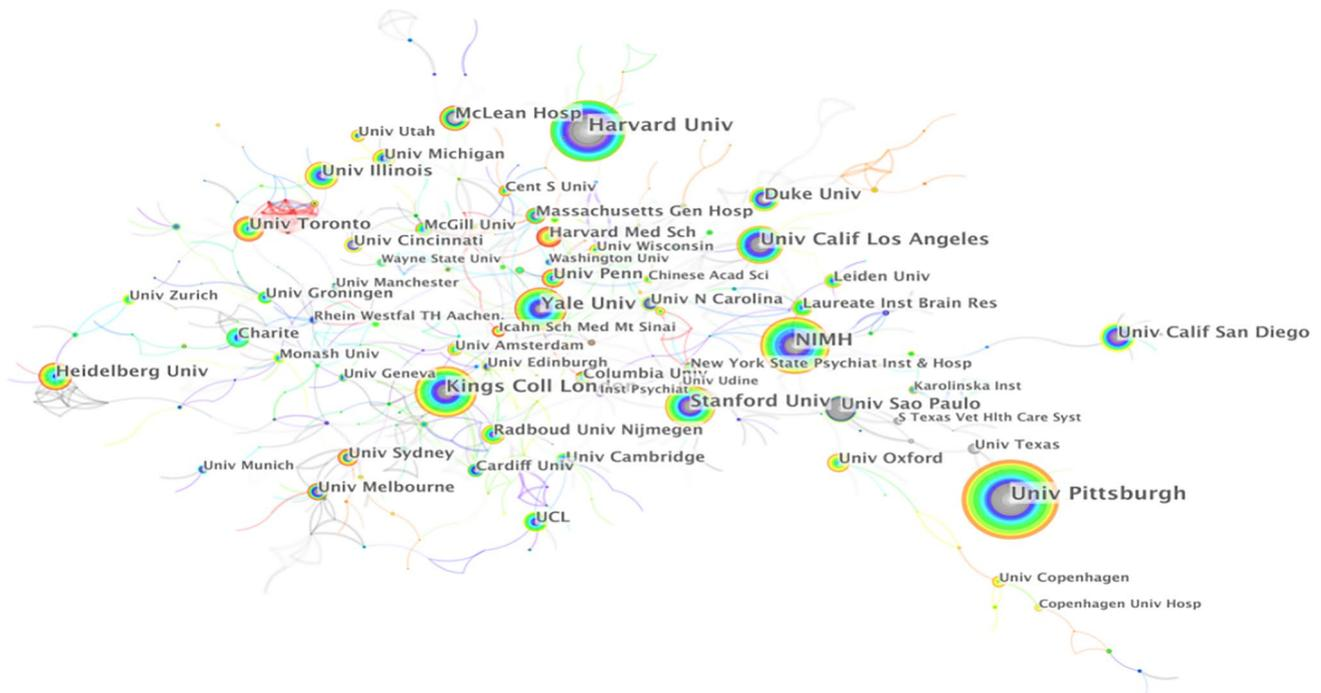 McLean Hosp
Harvard Univ
Univ Utah
Univ Michigan
Univ Illinois
Cent S Univ
Duke Univ
Massachusetts Gen Hosp
Univ Toronto
McGill Univ
Harvard Med Sch
Univ Calif Los Angeles
Univ Cincinnati
Univ Wisconsin
Wayne State Univ
Washington Univ
Univ Penn
Chinese Acad Sci
Leiden Univ
Univ Manchester
Univ Zurich
Univ Groningen
Yale Univ
Univ N Carolina
Laureate Inst Brain Res
Rhein Westfal TH Aachen
Icahn Sch Med Mt Sinai
Charite
Univ Calif San Diego
NIMH
Univ Amsterdam
Monash Univ
Univ Edinburgh
New York State Psychiat Inst & Hosp
Heidelberg Univ
Univ Geneva
Columbia Univ
Univ Udine
Kings Coll London
Inst Psychiat
Karolinska Inst
Stanford Univ
Univ Sao Paulo
S Texas Vet Hlth Care Syst
Radboud Univ Nijmegen
Univ Texas
Univ Sydney
Univ Cambridge
Univ Oxford
Univ Munich
Cardiff Univ
Univ Melbourne
Univ Pittsburgh
UCL
Univ Copenhagen
Copenhagen Univ Hosp